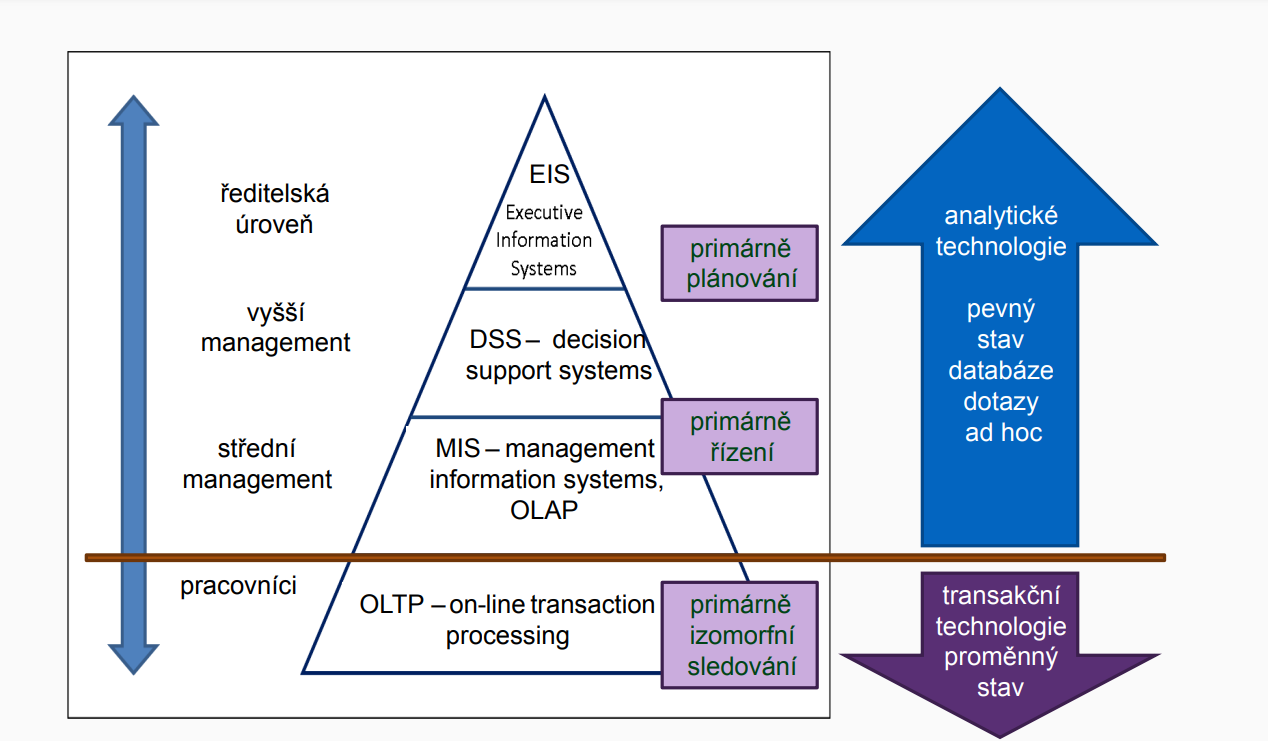 ředitelská
úroveň
vyšší
management
střední
management
pracovníci
EIS
Executive
Information
Systems
DSS – decision
support systems
MIS – management
information systems,
OLAP
OLTP – on-line transaction
processing
primárně
plánování
primárně
řízení
primárně
izomorfní
sledování
analytické
technologie
pevný
stav
databáze
dotazy
ad hoc
transakční
technologie
proměnný
stav